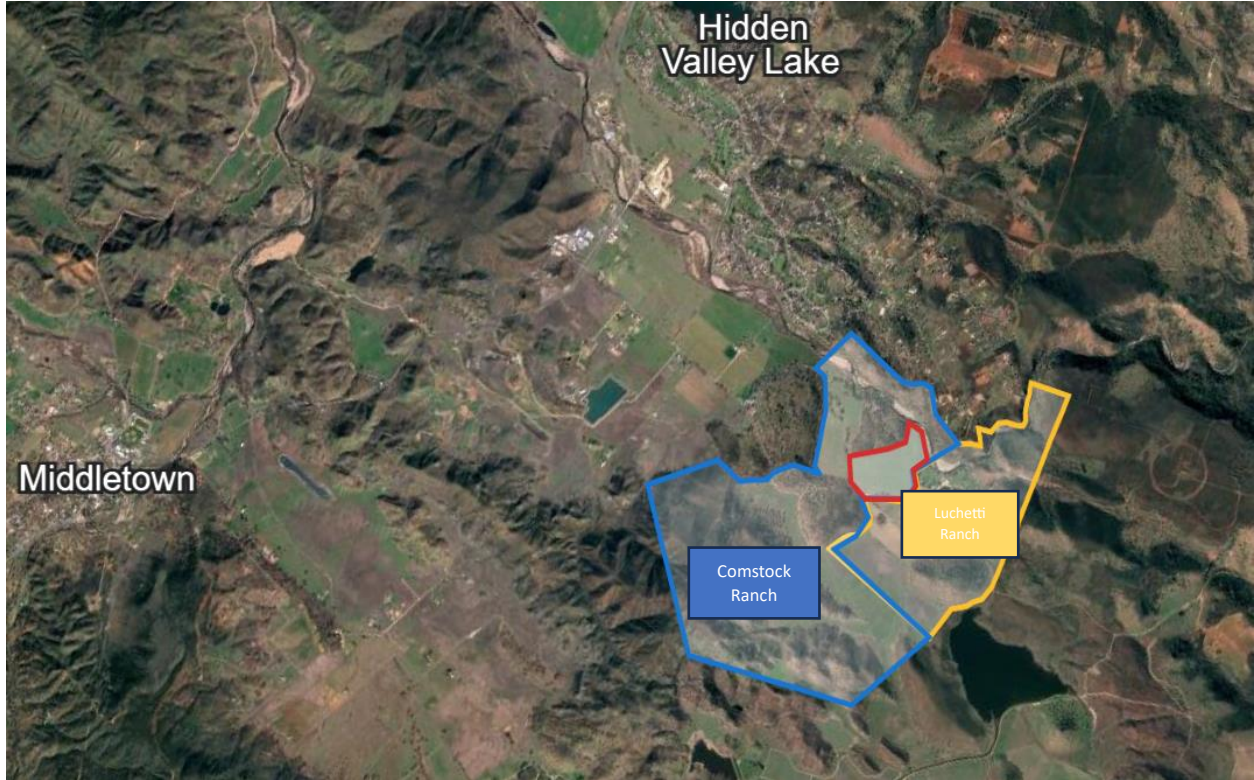 Hidden
Valley Lake
Middletown
Luchetti
Ranch
Comstock
Ranch